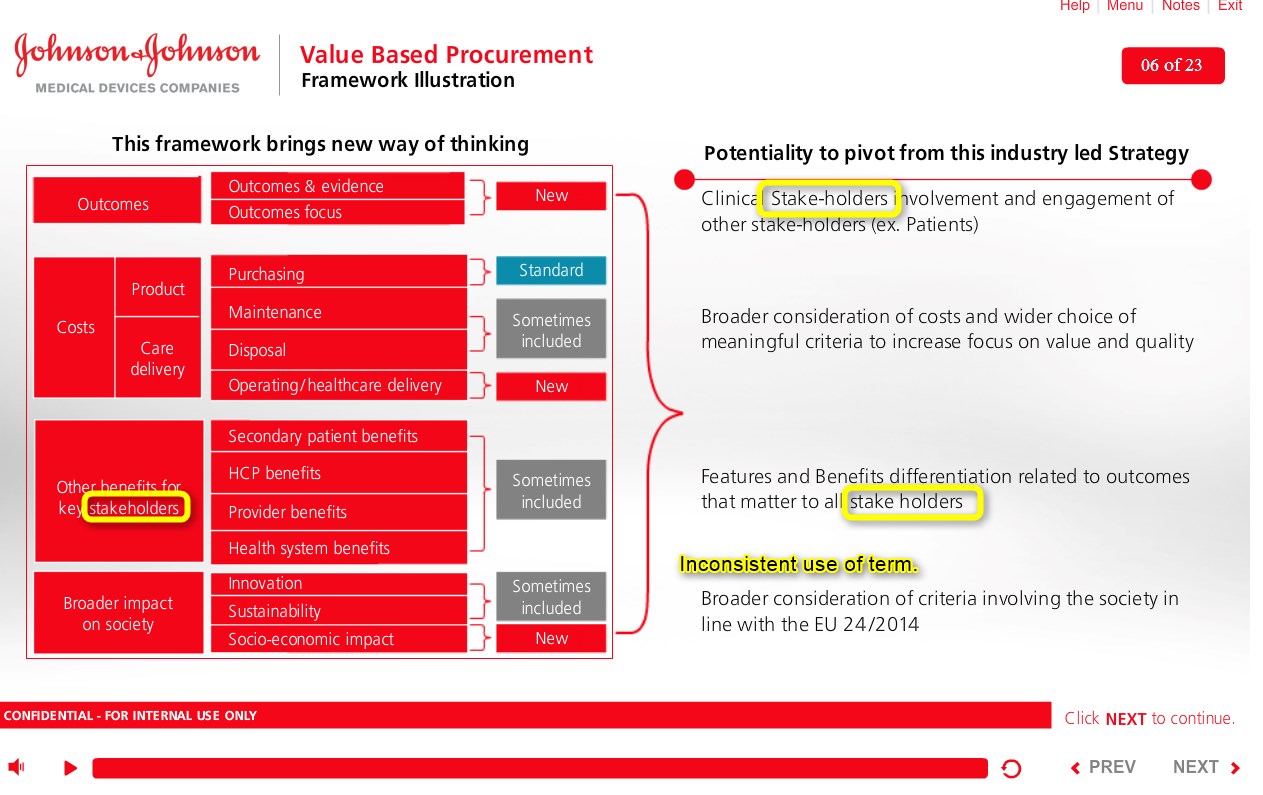 Help | Menu | Notes | Exit
Johnson & Johnson
MEDICAL DEVICES COMPANIES
Value Based Procurement
Framework Illustration
06 of 23
This framework brings new way of thinking
Outcomes
Outcomes & evidence
Outcomes focus
New
Costs
Product
Care
delivery
Purchasing
Standard
Maintenance
Disposal
Sometimes
included
Operating/healthcare delivery
New
Other benefits for
key stakeholders
Secondary patient benefits
HCP benefits
Provider benefits
Health system benefits
Sometimes
included
Broader impact
on society
Innovation
Sustainability
Sometimes
included
Socio-economic impact
New
Potentiality to pivot from this industry led Strategy
Clinical Stake-holders involvement and engagement of
other stake-holders (ex. Patients)
Broader consideration of costs and wider choice of
meaningful criteria to increase focus on value and quality
Features and Benefits differentiation related to outcomes
that matter to all stake holders
Inconsistent use of term.
Broader consideration of criteria involving the society in
line with the EU 24/2014
CONFIDENTIAL - FOR INTERNAL USE ONLY
Click NEXT to continue.
PREV
NEXT